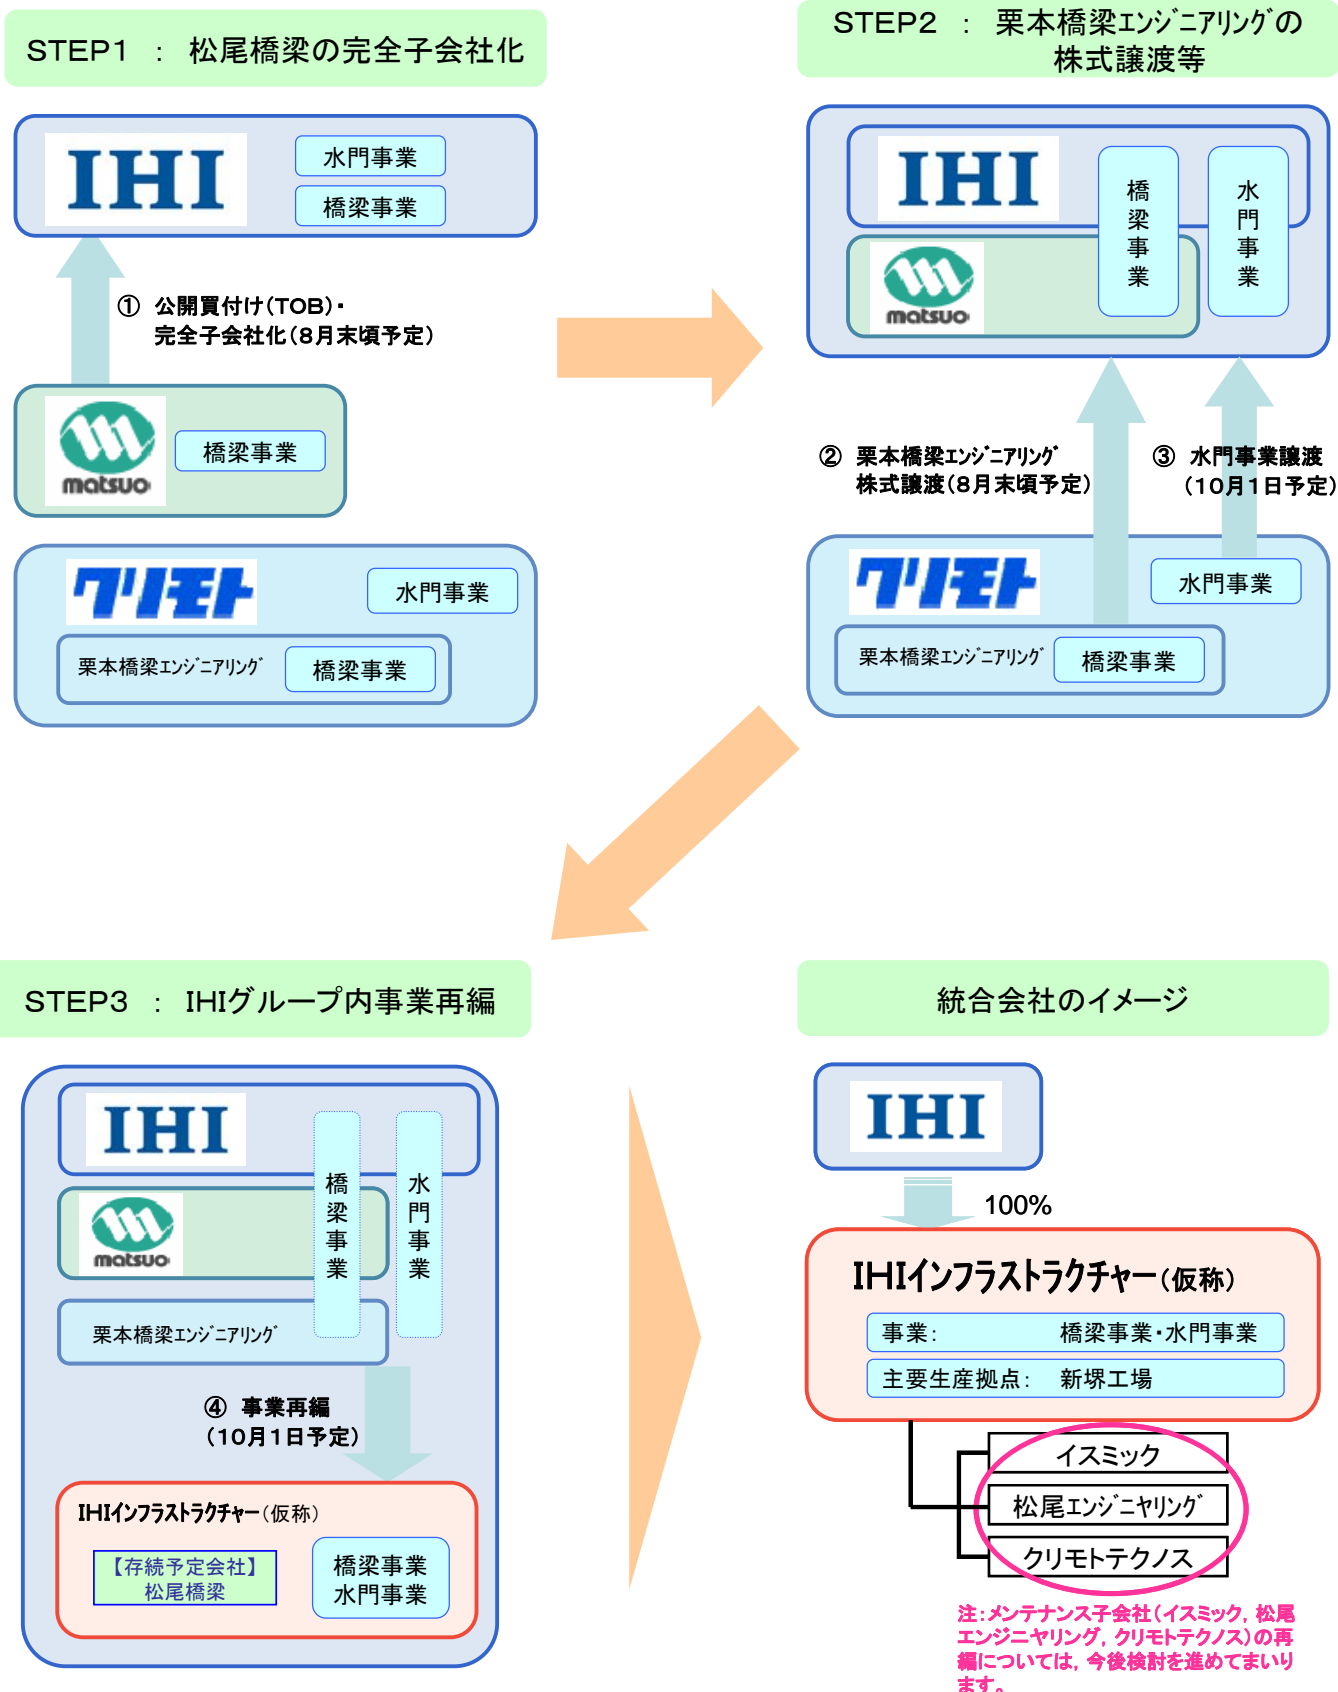 STEP1 : 松尾橋梁の完全子会社化
IHI
水門事業
橋梁事業
① 公開買付け(TOB)・
完全子会社化(8月末頃予定)
matsuo
橋梁事業
クリモト
水門事業
栗本橋梁エンジニアリング
橋梁事業
STEP2 : 栗本橋梁エンジニアリングの
株式譲渡等
IHI
橋梁事業
水門事業
matsuo
② 栗本橋梁エンジニアリング
株式譲渡(8月末頃予定)
③ 水門事業譲渡
(10月1日予定)
クリモト
水門事業
栗本橋梁エンジニアリング
橋梁事業
STEP3 : IHIグループ内事業再編
IHI
橋梁事業
水門事業
matsuo
栗本橋梁エンジニアリング
④ 事業再編
(10月1日予定)
IHIインフラストラクチャー(仮称)
【存続予定会社】
松尾橋梁
橋梁事業
水門事業
統合会社のイメージ
IHI
100%
IHIインフラストラクチャー(仮称)
事業: 橋梁事業・水門事業
主要生産拠点: 新堺工場
イスミック
松尾エンジニヤリング
クリモトテクノス
注:メンテナンス子会社(イスミック,松尾
エンジニヤリング,クリモトテクノス)の再
編については,今後検討を進めてまいり
ます。